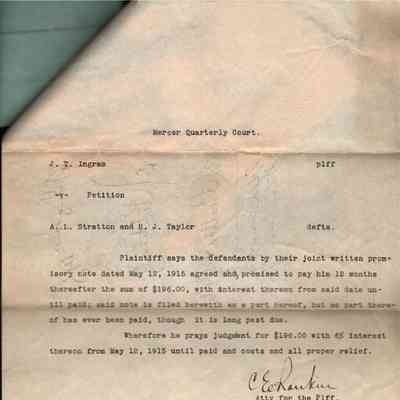 Mercer Quarterly Court.
J. T. Ingram plff
-v- Petition
A. L. Stratton and H. J. Taylor defts.
Plaintiff says the defendants by their joint written prom-
isory note dated May 12, 1915 agreed and promised to pay him 12 months
thereafter the sum of $196.00, with interest thereon from said date un-
til paid; said note is filed herewith as a part hereof, but no part there-
of has ever been paid, though it is long past due.
Wherefore he prays judgment for $196.00 with 6% interest
thereon from May 12, 1915 until paid and costs and all proper relief.
C E Rankin
Atty for the Plff.